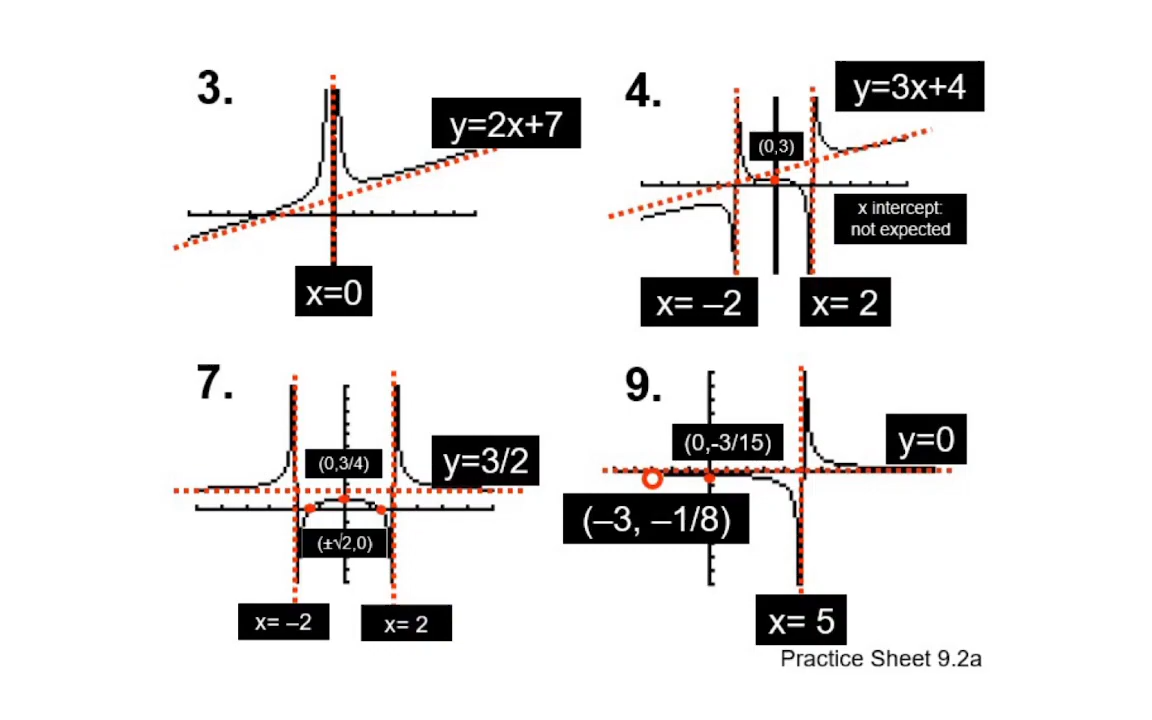 3.
y=2x+7
x=0
4.
y=3x+4
(0,3)
x intercept:
not expected
x= –2
x= 2
7.
(0,3/4)
y=3/2
(±√2,0)
x= –2
x= 2
9.
(0,-3/15)
y=0
(–3, –1/8)
x= 5
Practice Sheet 9.2a